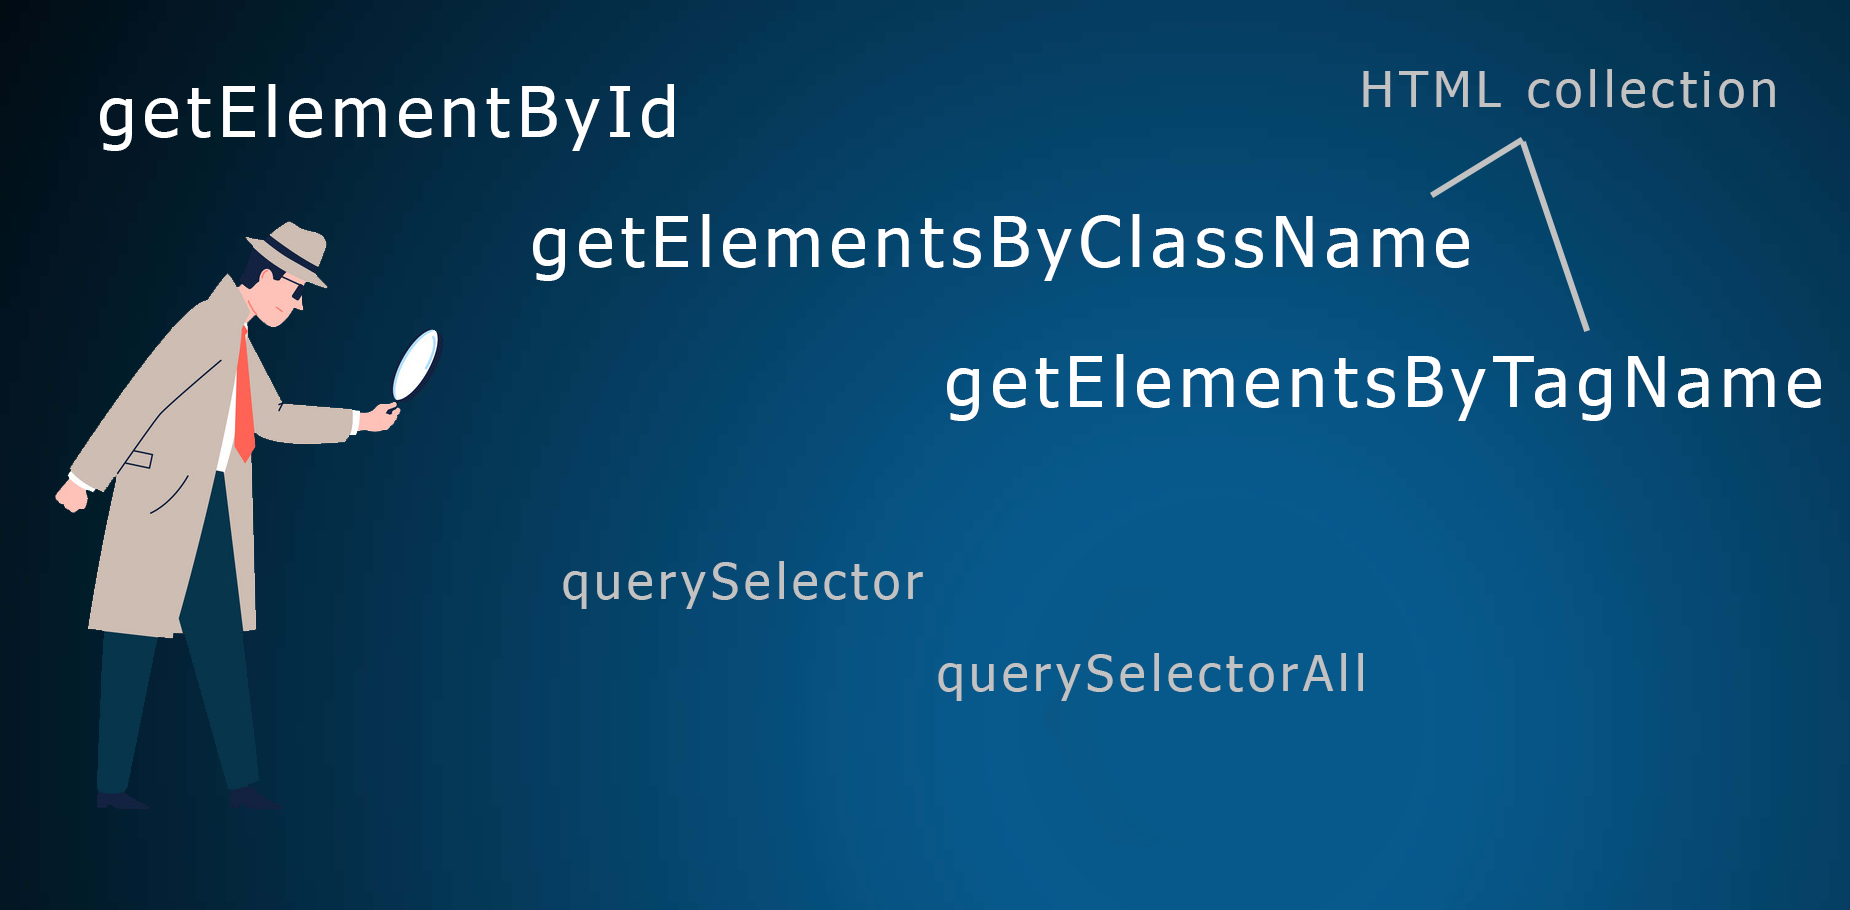 HTML collection
getElementById
getElementsByClassName
getElementsByTagName
querySelector
querySelectorAll